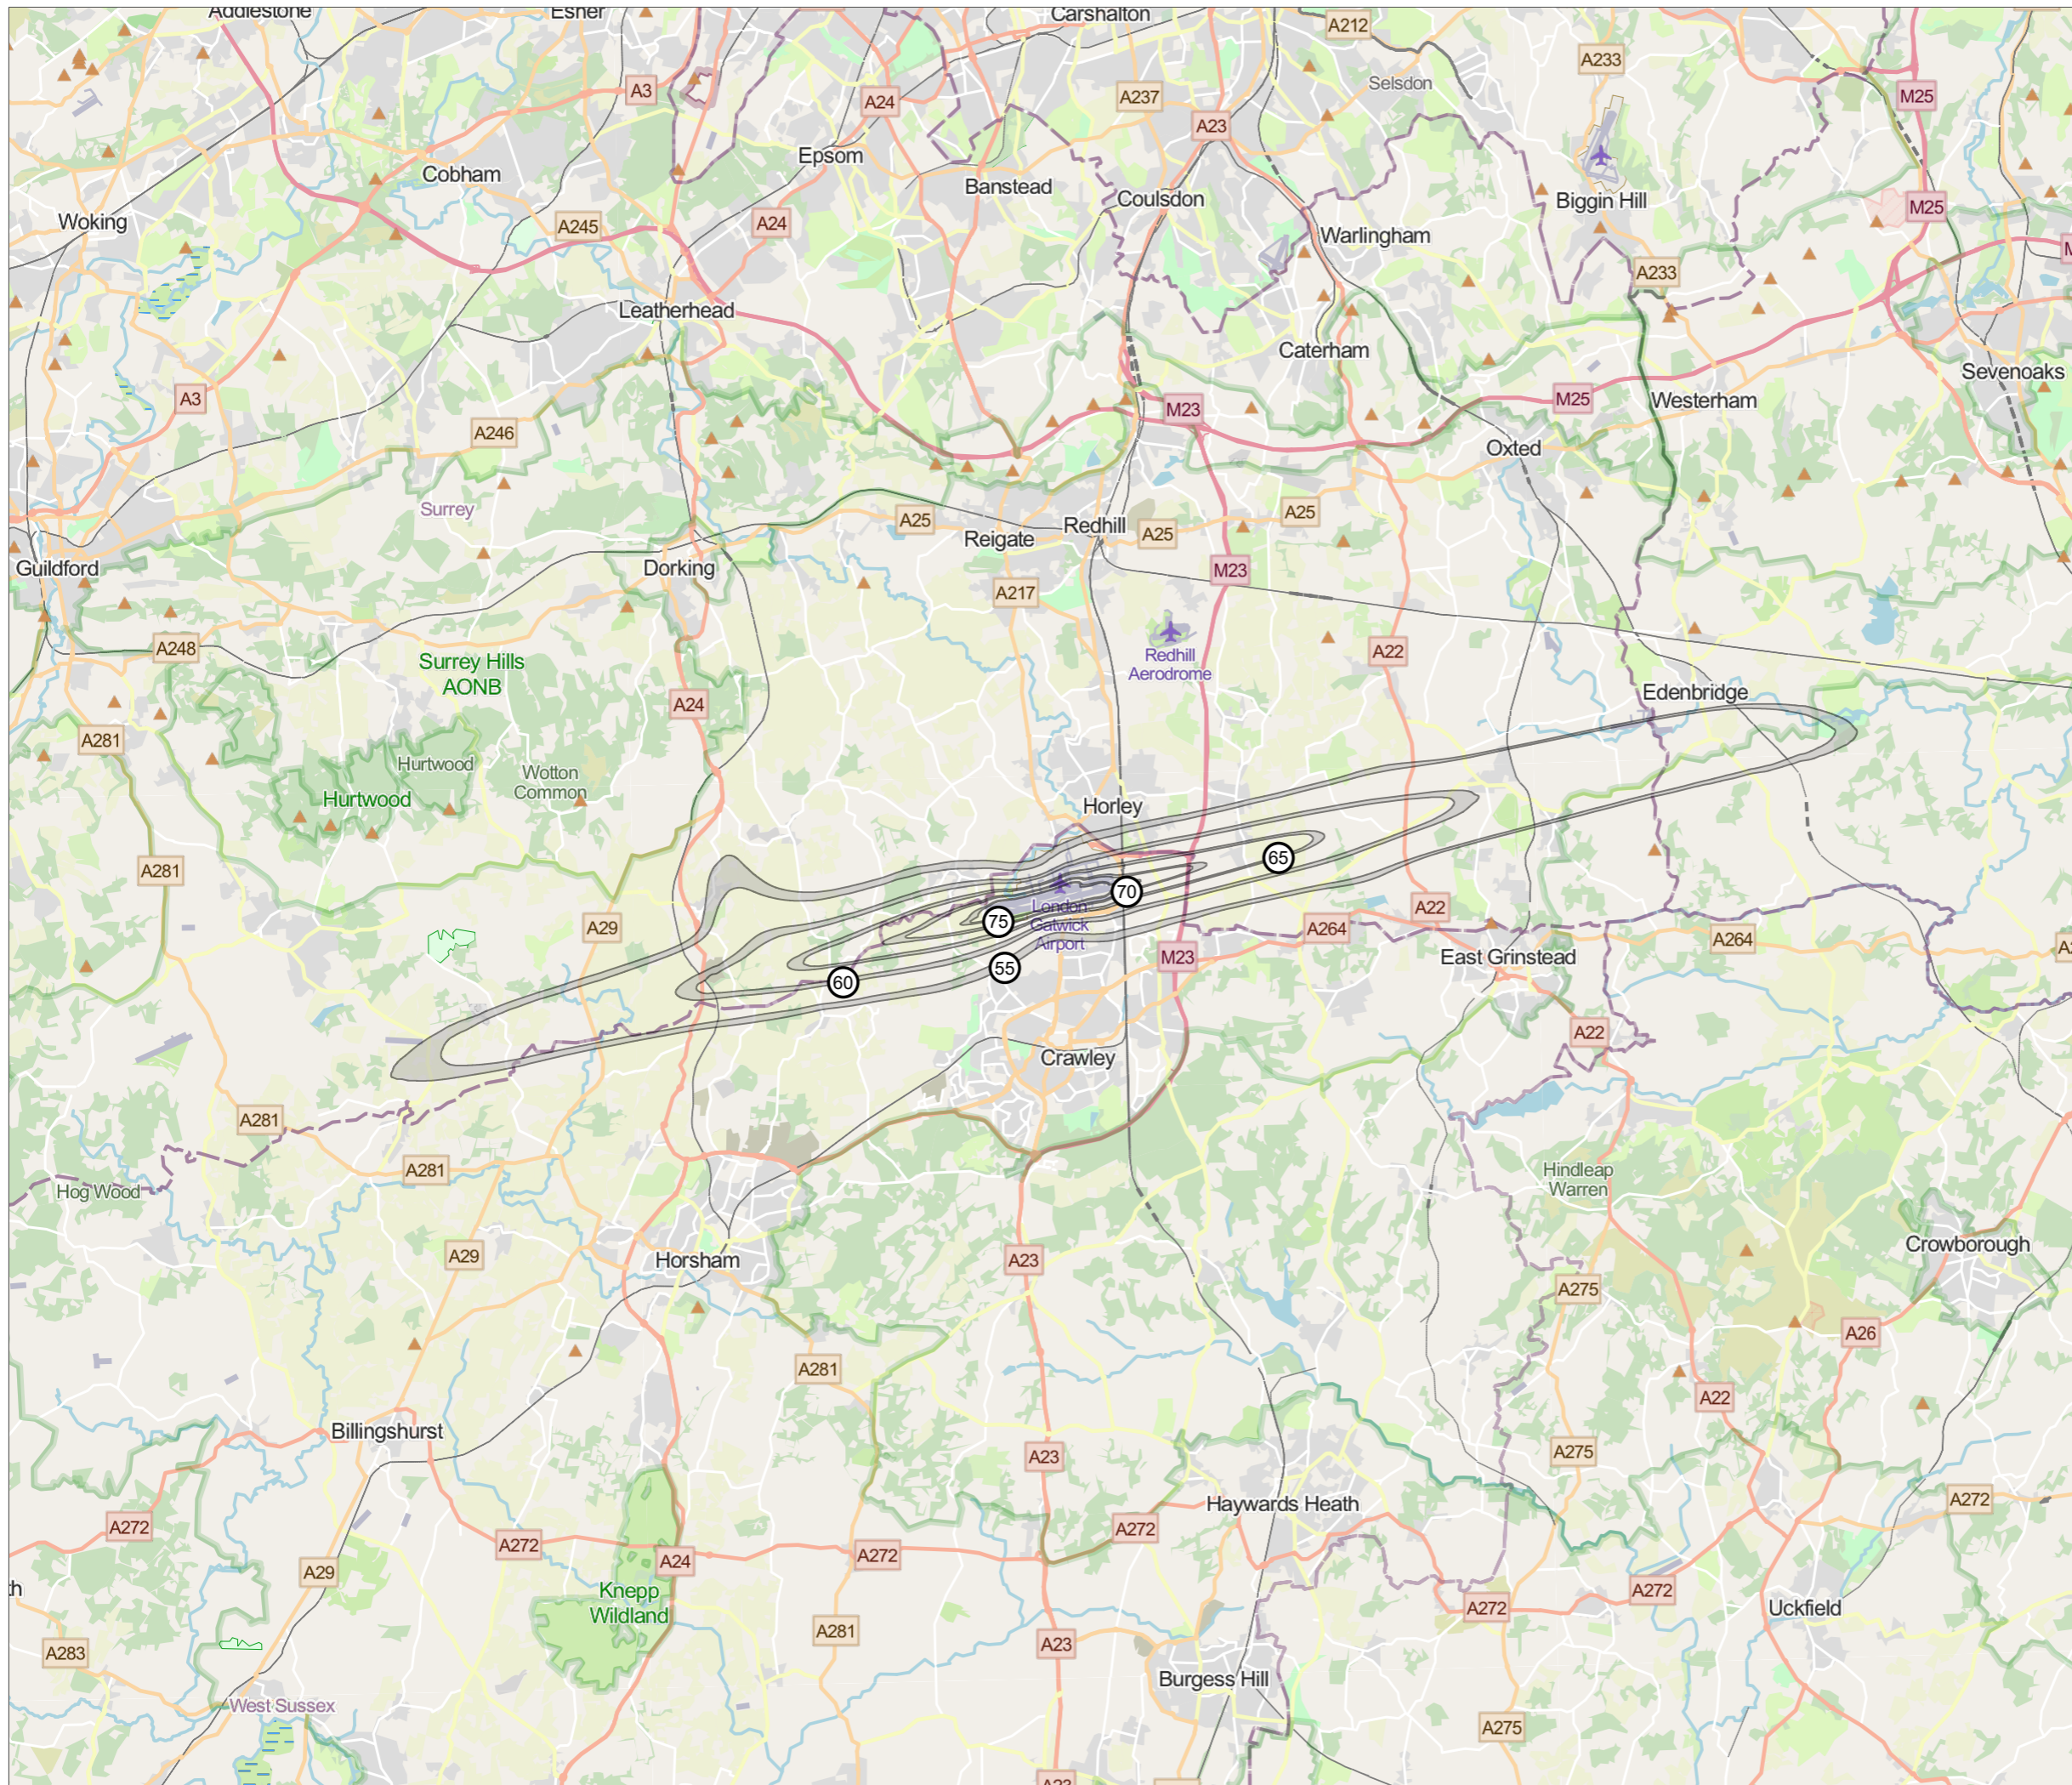 Addlestone
Esher
Carshalton
A212
A233
Selsdon
A3
A24
A237
M25
A23
Epsom
Cobham
Banstead
Coulsdon
Biggin Hill
M25
Woking
A245
A24
Warlingham
A233
Leatherhead
Caterham
Sevenoaks
A3
M23
M25
Westerham
A246
Oxted
Surrey
A25
Redhill
A25
A25
Reigate
Guildford
Dorking
M23
A217
A248
Surrey Hills
AONB
Redhill
Aerodrome
A22
Edenbridge
A24
A281
Hurtwood
Wotton
Common
Hurtwood
Horley
A281
65
70
London
Gatwick
Airport
75
A29
A22
A264
A264
55
60
M23
East Grinstead
A22
Crawley
A281
A281
Hindleap
Warren
Hog Wood
A29
Horsham
A23
Crowborough
A275
A26
A281
A22
Billingshurst
A23
A275
Haywards Heath
A272
A272
A272
A272
A272
A24
A29
Knepp
Wildland
A272
A272
Uckfield
A281
A23
A283
Burgess Hill
West Sussex
A275
A23